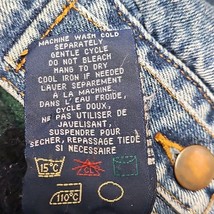 MACHINE WASH COLD
SEPARATELY
GENTLE CYCLE
DO NOT BLEACH
HANG TO DRY
COOL IRON IF NEEDED
LAVER SEPAREMENT
A LA MACHINE
DANS L'EAU FROIDE,
CYCLE DOUX,
NE PAS UTILISER DE
JAVELISANT,
SUSPENDRE POUR
SECHER, REPASSAGE TIEDE
SI NECESSAIRE
15°C CL
110°C